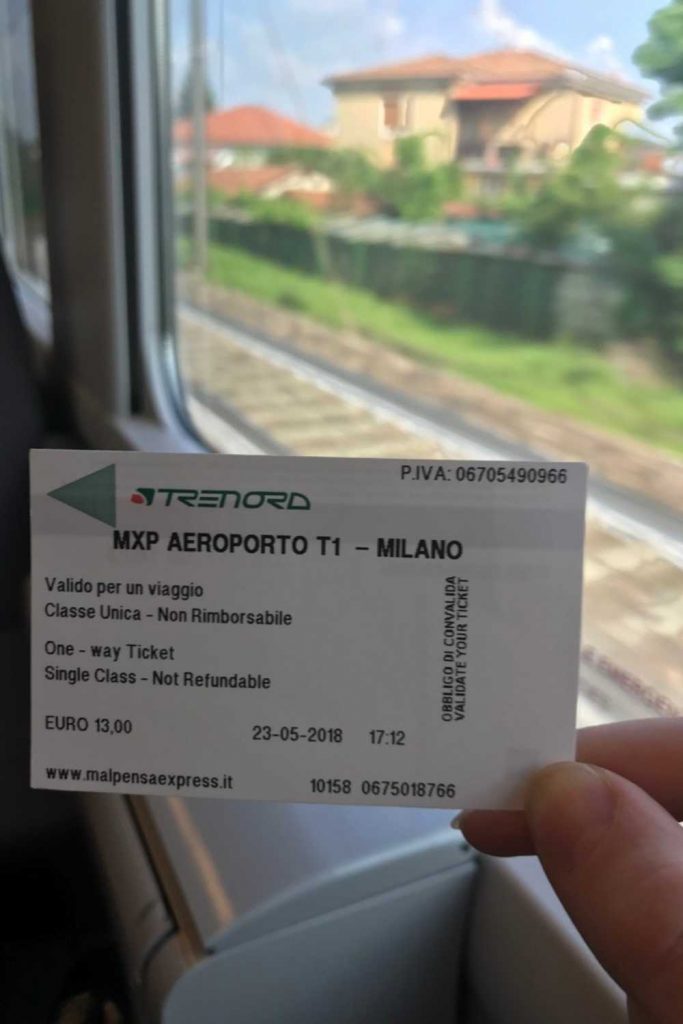 P.IVA: 06705490966
TRENORD
MXP AEROPORTO T1 – MILANO
Valido per un viaggio
Classe Unica - Non Rimborsabile
One - way Ticket
Single Class - Not Refundable
OBBLIGO DI CONVALIDA
VALIDATE YOUR TICKET
EURO 13,00 23-05-2018 17:12
www.malpensaexpress.it 10158 0675018766